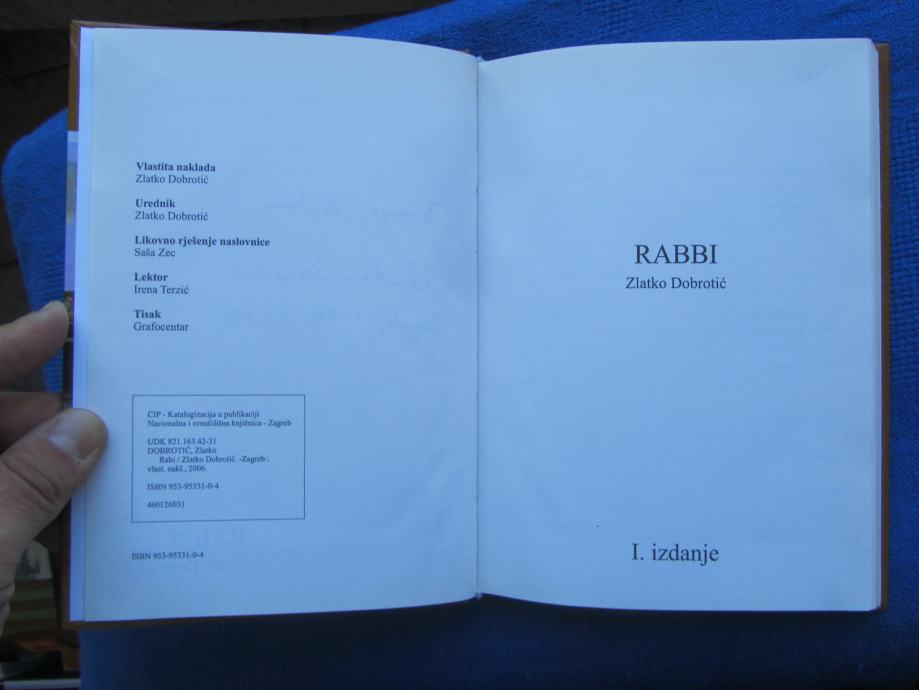 Vlastita naklada
Zlatko Dobrotić
Urednik
Zlatko Dobrotić
Likovno rješenje naslovnice
Saša Zec
Lektor
Irena Terzić
Tisak
Grafocentar
CIP - Katalogizacija u publikaciji
Nacionalna i sveučilišna knjižnica - Zagreb
UDK 821.163.42-31
DOBROTIĆ, Zlatko
Rabi / Zlatko Dobrotić. -Zagreb :
vlast. nakl., 2006.
ISBN 953-95331-0-4
460126031
ISBN 953-95331-0-4
RABBI
Zlatko Dobrotić
I. izdanje